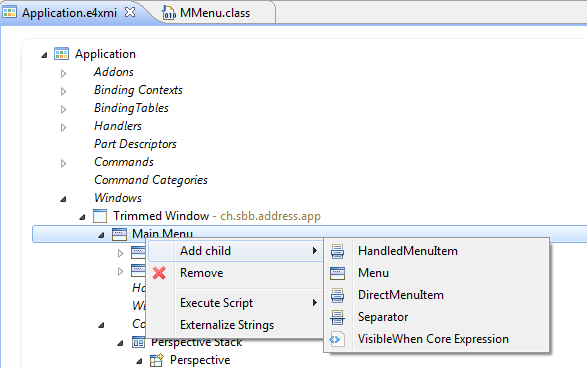 Application.e4xmi
MMenu.class
Application
Addons
Binding Contexts
BindingTables
Handlers
Part Descriptors
Commands
Command Categories
Windows
Trimmed Window - ch.sbb.address.app
Main Menu
Add child
Remove
Execute Script
Externalize Strings
HandledMenuItem
Menu
DirectMenuItem
Separator
VisibleWhen Core Expression
Ha
Co
Perspective Stack
Perspective